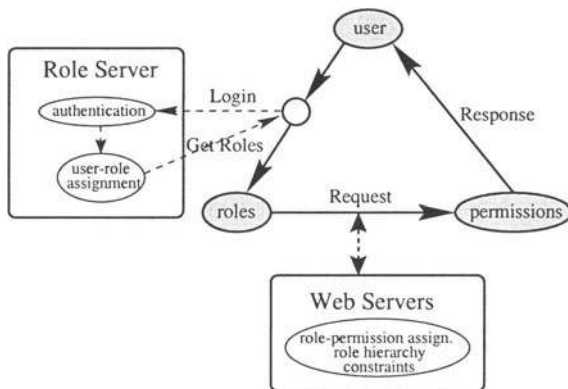 user
Role Server
Login
authentication
Response
Get Roles
user-role
assignment
roles
Request
permissions
Web Servers
role-permission assign.
role hierarchy
constraints